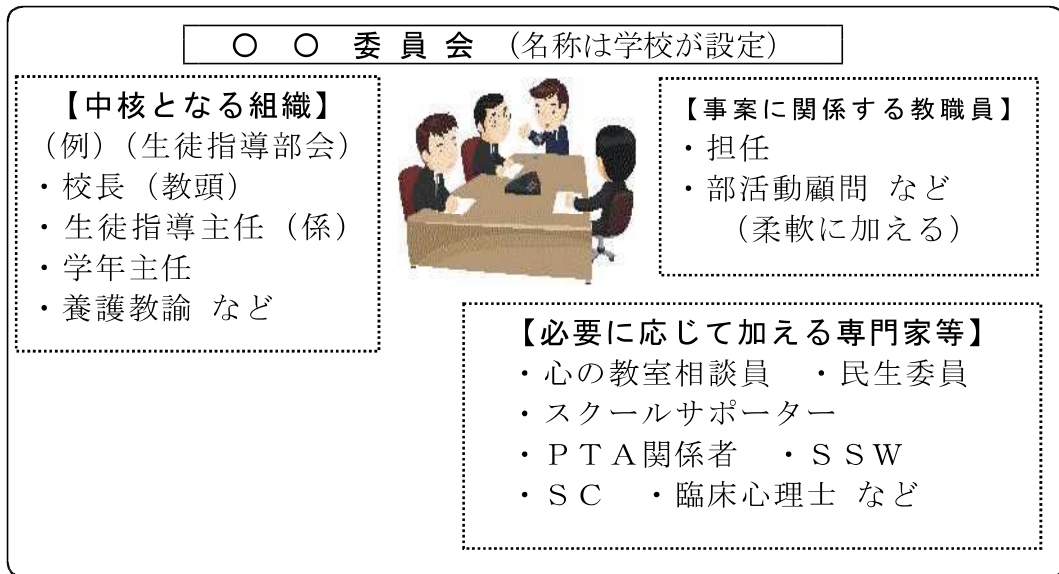 ○ ○ 委 員 会 (名称は学校が設定)
【中核となる組織】
(例)(生徒指導部会)
・校長(教頭)
・生徒指導主任(係)
・学年主任
・養護教諭 など
【事案に関係する教職員】
・担任
・部活動顧問 など
(柔軟に加える)
【必要に応じて加える専門家等】
・心の教室相談員 ・民生委員
・スクールサポーター
・ＰＴＡ関係者 ・ＳＳＷ
・ＳＣ ・臨床心理士 など